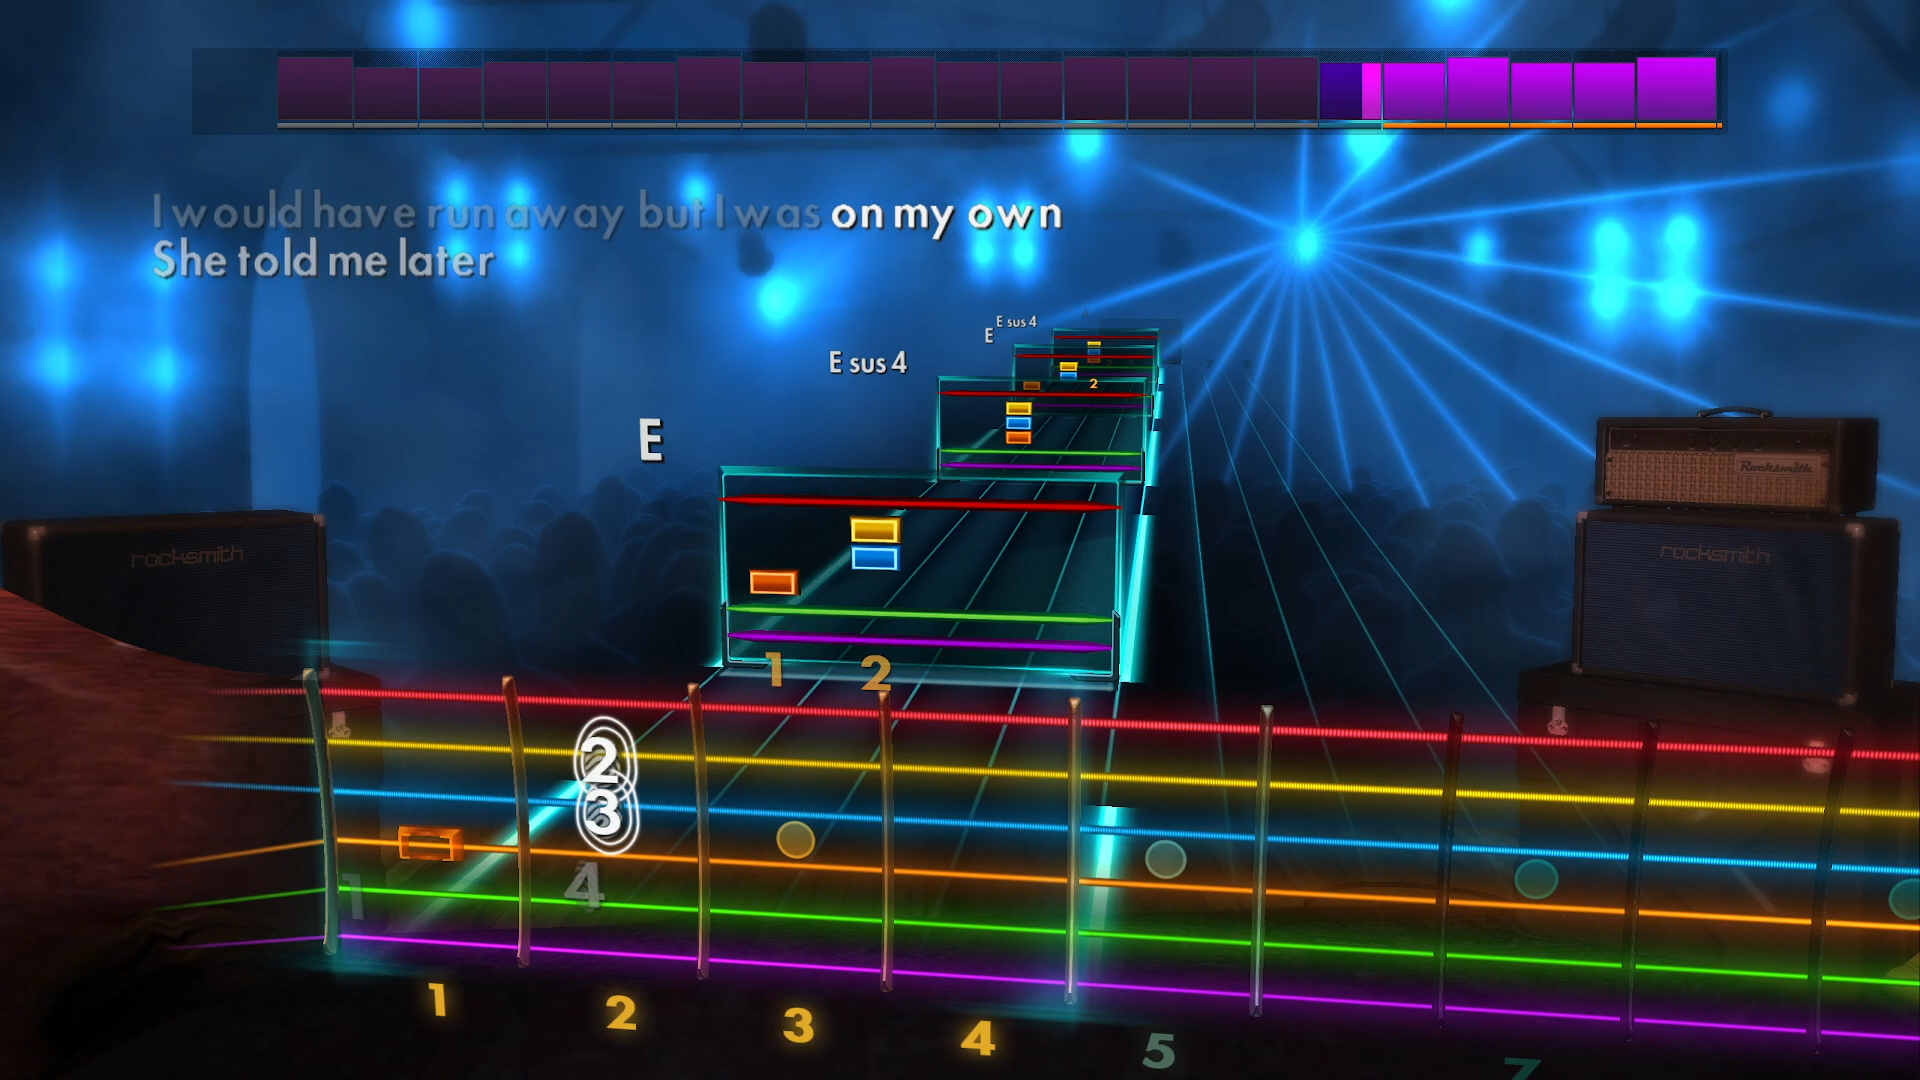 I would have run away but I was on my own
She told me later
E sus 4
E
E sus 4
2
E
Rocksmith
rocksmith
rocksmith
1 2
2
3
4
1
1 2 3 4 5 7